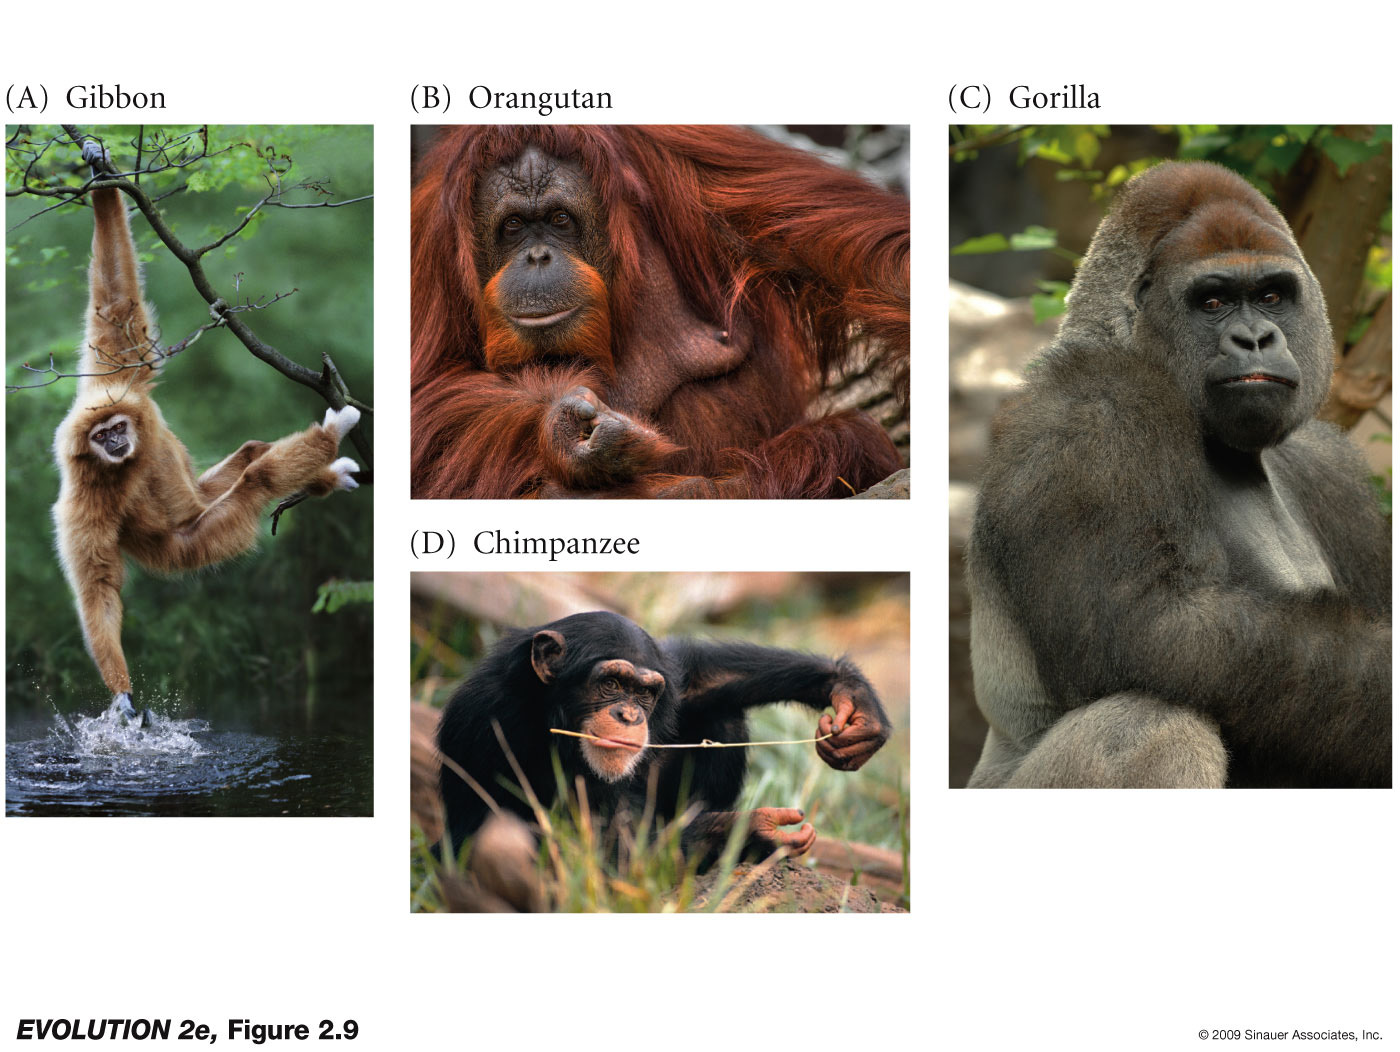 (A) Gibbon
(B) Orangutan
(C) Gorilla
(D) Chimpanzee
EVOLUTION 2e, Figure 2.9
© 2009 Sinauer Associates, Inc.